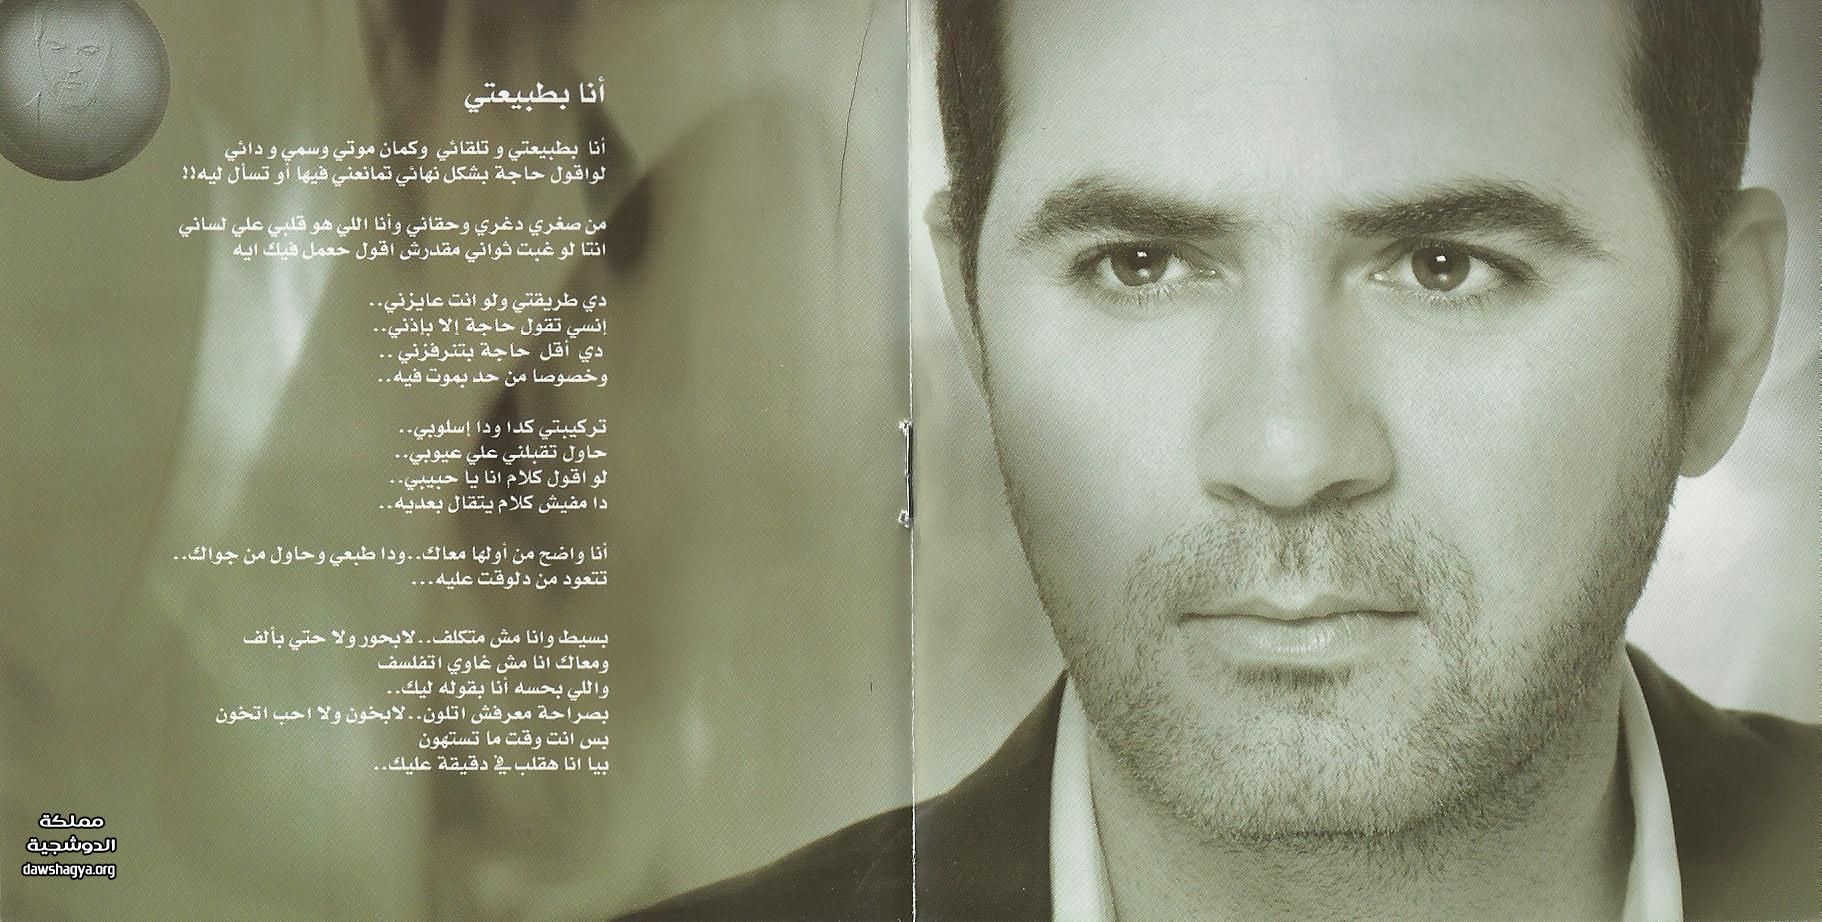 أنا بطبيعتي
أنا بطبيعتي و تلقائي وكمان موتي وسمي و دائي
لواقول حاجة بشكل نهائي تمانعني فيها أو تسأل ليه!!
من صغري دغري وحقاني وأنا اللي هو قلبي علي لساني
انتا لو غبت ثواني مقدرش اقول حعمل فيك ايه
دي طريقتي ولو انت عايزني..
إنسي تقول حاجة إلا بإذني..
دي أقل حاجة بتنرفزني..
وخصوصا من حد بموت فيه..
تركيبتي كدا ودا إسلوبي..
حاول تقبلني علي عيوبي..
لو اقول كلام انا يا حبيبي..
دا مفيش كلام يتقال بعديه..
أنا واضح من أولها معاك..ودا طبعي وحاول من جواك..
تتعود من دلوقت عليه...
بسيط وانا مش متكلف..لابحور ولا حتي بألف
ومعاك انا مش غاوي اتفلسف
واللي بحسه أنا بقوله ليك..
بصراحة معرفش اتلون..لابخون ولا احب اتخون
بس انت وقت ما تستهون
بيا انا هقلب في دقيقة عليك..
مملكة
الدوشجية
dawshagya.org